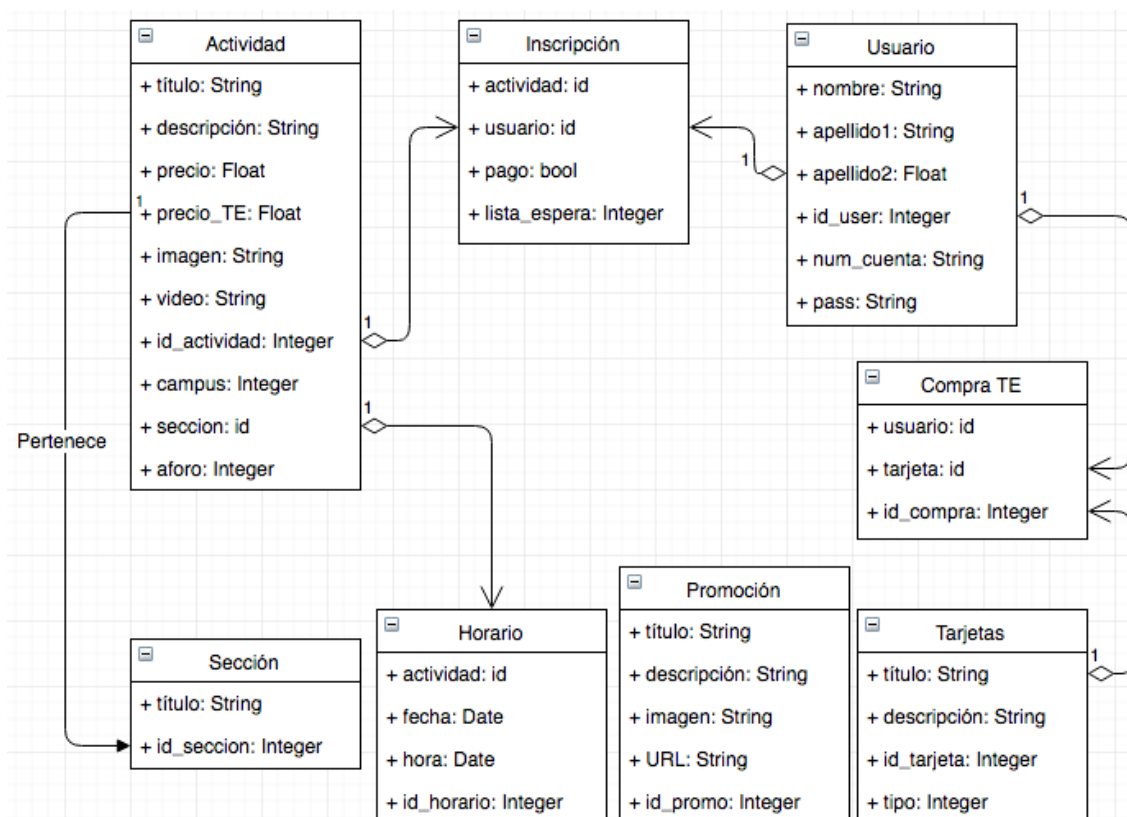 Actividad
+ título: String
+ descripción: String
+ precio: Float
+ precio_TE: Float
+ imagen: String
+ video: String
+ id_actividad: Integer
+ campus: Integer
+ seccion: id
+ aforo: Integer
1
1
1
Pertenece
Inscripción
+ actividad: id
+ usuario: id
+ pago: bool
+ lista_espera: Integer
1
Usuario
+ nombre: String
+ apellido1: String
+ apellido2: Float
+ id_user: Integer
+ num_cuenta: String
+ pass: String
1
Compra TE
+ usuario: id
+ tarjeta: id
+ id_compra: Integer
Sección
+ título: String
+ id_seccion: Integer
Horario
+ actividad: id
+ fecha: Date
+ hora: Date
+ id_horario: Integer
Promoción
+ título: String
+ descripción: String
+ imagen: String
+ URL: String
+ id_promo: Integer
Tarjetas
+ título: String
+ descripción: String
+ id_tarjeta: Integer
+ tipo: Integer
1